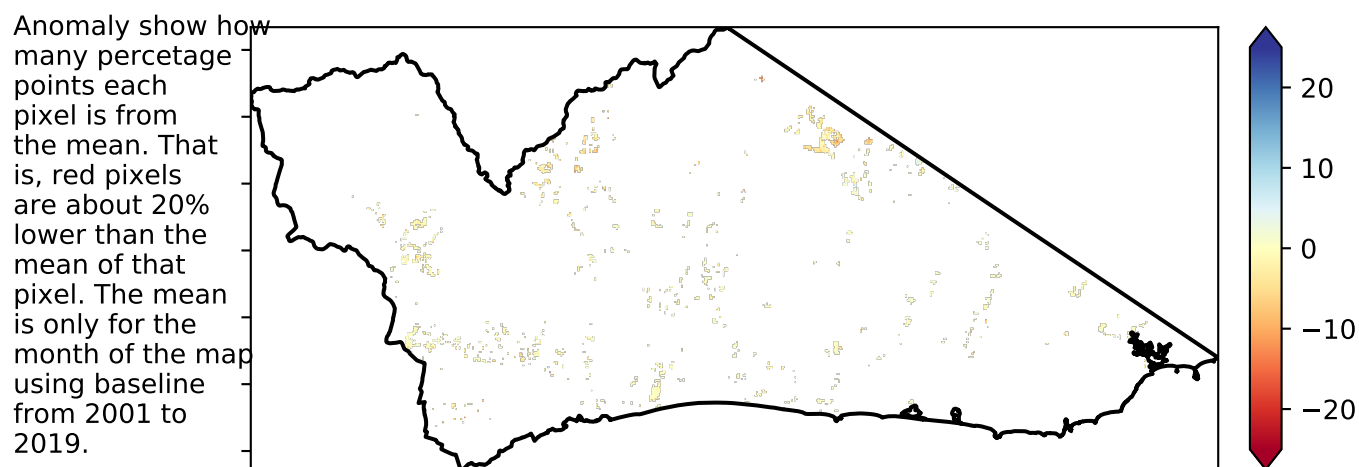 Anomaly show how
many percetage
points each
pixel is from
the mean. That
is, red pixels
are about 20%
lower than the
mean of that
pixel. The mean
is only for the
month of the map
using baseline
from 2001 to
2019.
20
10
0
−10
−20